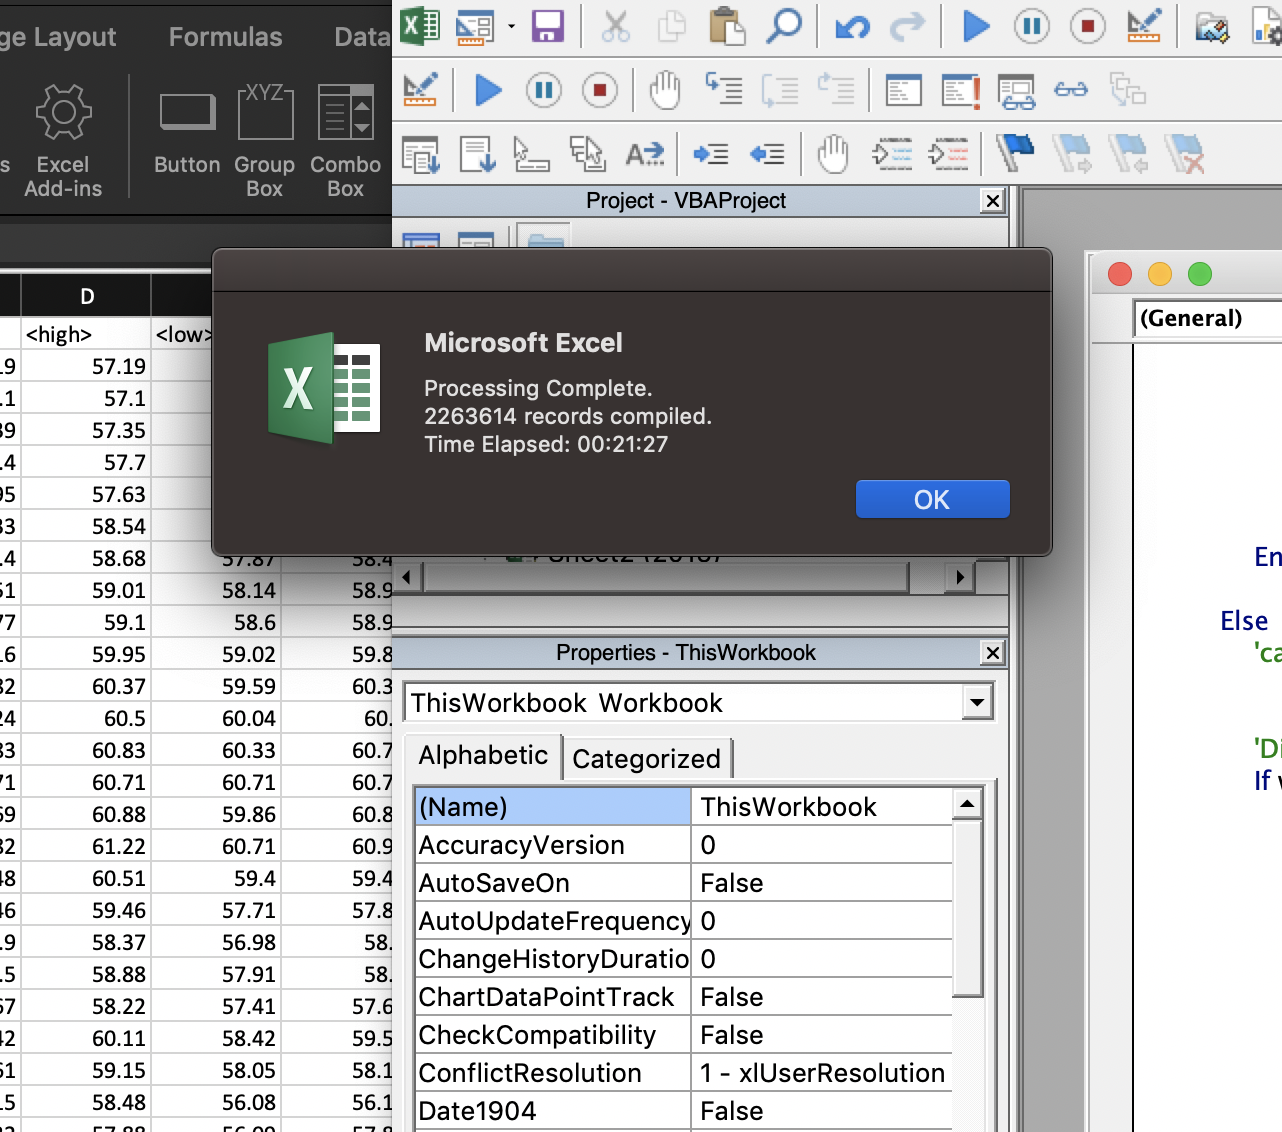 ge Layout
Formulas
Data
s
Excel
Add-ins
Button
Group
Box
Combo
Box
XYZ
A
Project - VBAProject
(General)
D
<high>
<low>
Microsoft Excel
Processing Complete.
2263614 records compiled.
Time Elapsed: 00:21:27
OK
.9 57.19
.1 57.1
39 57.35
.4 57.7
95 57.63
33 58.54
.4 58.68 57.87 58.4
51 59.01 58.14 58.9
77 59.1 58.6 58.9
16 59.95 59.02 59.8
32 60.37 59.59 60.3
24 60.5 60.04 60.
33 60.83 60.33 60.7
71 60.71 60.71 60.7
69 60.88 59.86 60.8
32 61.22 60.71 60.9
48 60.51 59.4 59.4
46 59.46 57.71 57.8
.9 58.37 56.98 58.
.5 58.88 57.91 58.
67 58.22 57.41 57.6
42 60.11 58.42 59.5
61 59.15 58.05 58.1
15 58.48 56.08 56.1
Properties - ThisWorkbook
ThisWorkbook Workbook
Alphabetic
Categorized
(Name) ThisWorkbook
AccuracyVersion 0
AutoSaveOn False
AutoUpdateFrequency 0
ChangeHistoryDuratio 0
ChartDataPointTrack False
CheckCompatibility False
ConflictResolution 1 - xlUserResolution
Date1904 False
En
Else
'ca
'Di
If